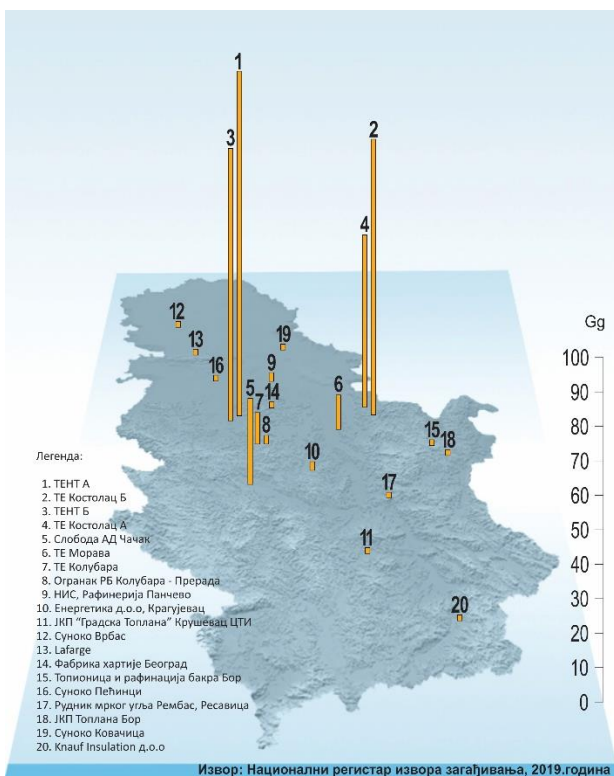 1
2
3
4
12
19
13
16
9
5
14
6
7
8
15
18
10
17
11
20
Gg
100
90
80
70
60
50
40
30
20
10
0
Легенда:
1. ТЕНТ А
2. ТЕ Костолац Б
3. ТЕНТ Б
4. ТЕ Костолац А
5. Слобода АД Чачак
6. ТЕ Морава
7. ТЕ Колубара
8. Огранак РБ Колубара - Прерада
9. НИС, Рафинерија Панчево
10. Енергетика д.о.о, Крагујевац
11. ЈКП "Градска Топлана" Крушевац ЦТИ
12. Суноко Врбас
13. Lafarge
14. Фабрика хартије Београд
15. Топионица и рафинација бакра Бор
16. Суноко Пећинци
17. Рудник мрког угља Рембас, Ресавица
18. ЈКП Топлана Бор
19. Суноко Ковачица
20. Knauf Insulation д.о.о
Извор: Национални регистар извора загађивања, 2019.година